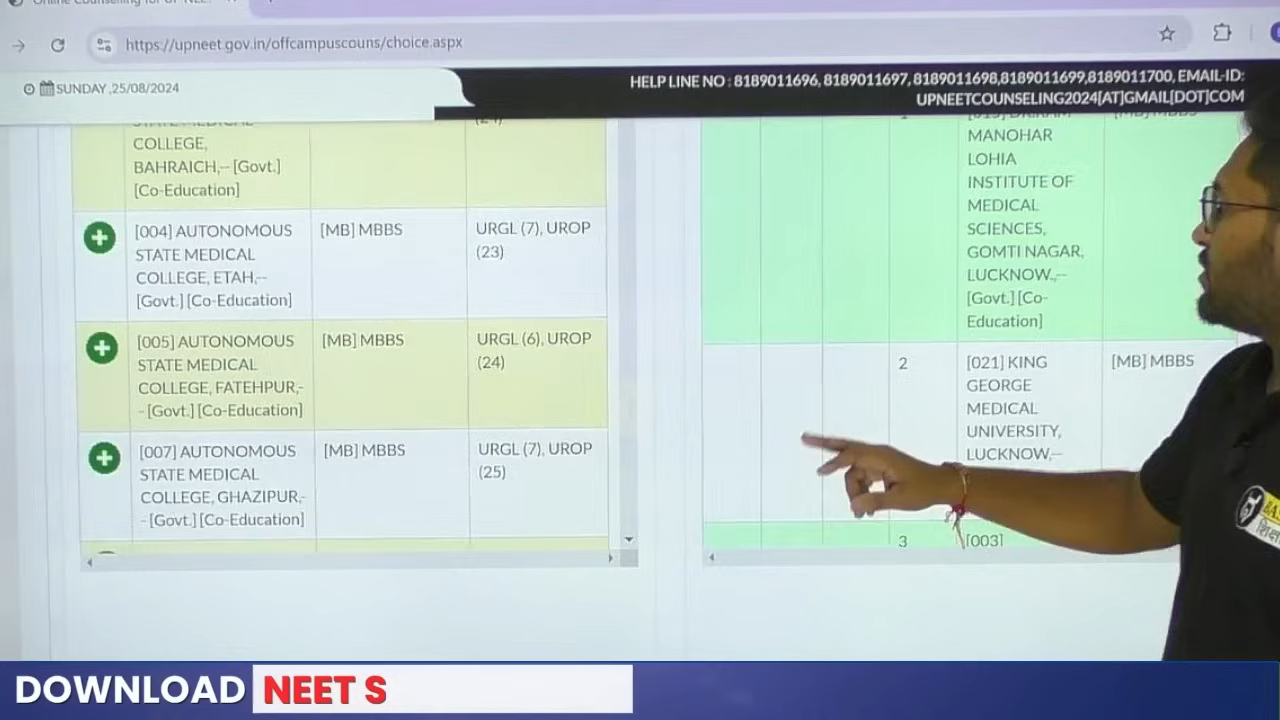 https://upneet.gov.in/offcampuscouns/choice.aspx
SUNDAY ,25/08/2024
HELP LINE NO : 8189011696, 8189011697, 8189011698,8189011699,8189011700, EMAIL-ID:
UPNEETCOUNSELING2024[AT]GMAIL[DOT]COM
COLLEGE,
BAHRAICH,-- [Govt.]
[Co-Education]
[004] AUTONOMOUS
STATE MEDICAL
COLLEGE, ETAH,--
[Govt.] [Co-Education]
[MB] MBBS
URGL (7), UROP
(23)
[005] AUTONOMOUS
STATE MEDICAL
COLLEGE, FATEHPUR,-
- [Govt.] [Co-Education]
[MB] MBBS
URGL (6), UROP
(24)
[007] AUTONOMOUS
STATE MEDICAL
COLLEGE, GHAZIPUR,-
- [Govt.] [Co-Education]
[MB] MBBS
URGL (7), UROP
(25)
MANOHAR
LOHIA
INSTITUTE OF
MEDICAL
SCIENCES,
GOMTI NAGAR,
LUCKNOW.,--
[Govt.] [Co-
Education]
2
[021] KING
GEORGE
MEDICAL
UNIVERSITY,
LUCKNOW,--
[MB] MBBS
3
[003]
DOWNLOAD NEET S